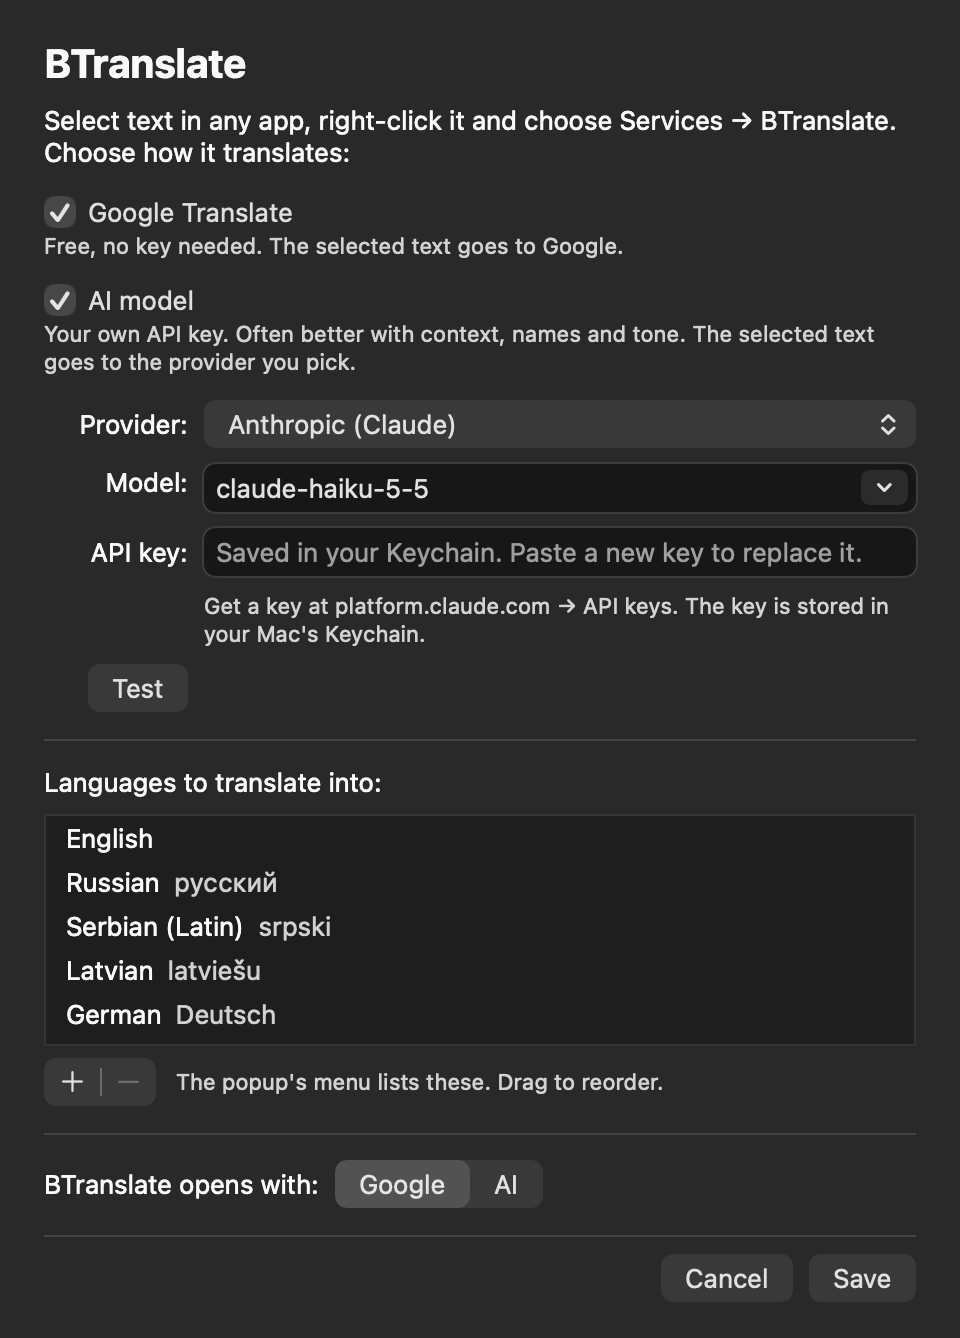 BTranslate
Select text in any app, right-click it and choose Services → BTranslate.
Choose how it translates:
Google Translate
Free, no key needed. The selected text goes to Google.
AI model
Your own API key. Often better with context, names and tone. The selected text
goes to the provider you pick.
Provider: Anthropic (Claude)
Model: claude-haiku-5-5
API key: Saved in your Keychain. Paste a new key to replace it.
Get a key at platform.claude.com → API keys. The key is stored in
your Mac's Keychain.
Test
Languages to translate into:
English
Russian русский
Serbian (Latin) srpski
Latvian latviešu
German Deutsch
The popup's menu lists these. Drag to reorder.
BTranslate opens with: Google AI
Cancel Save